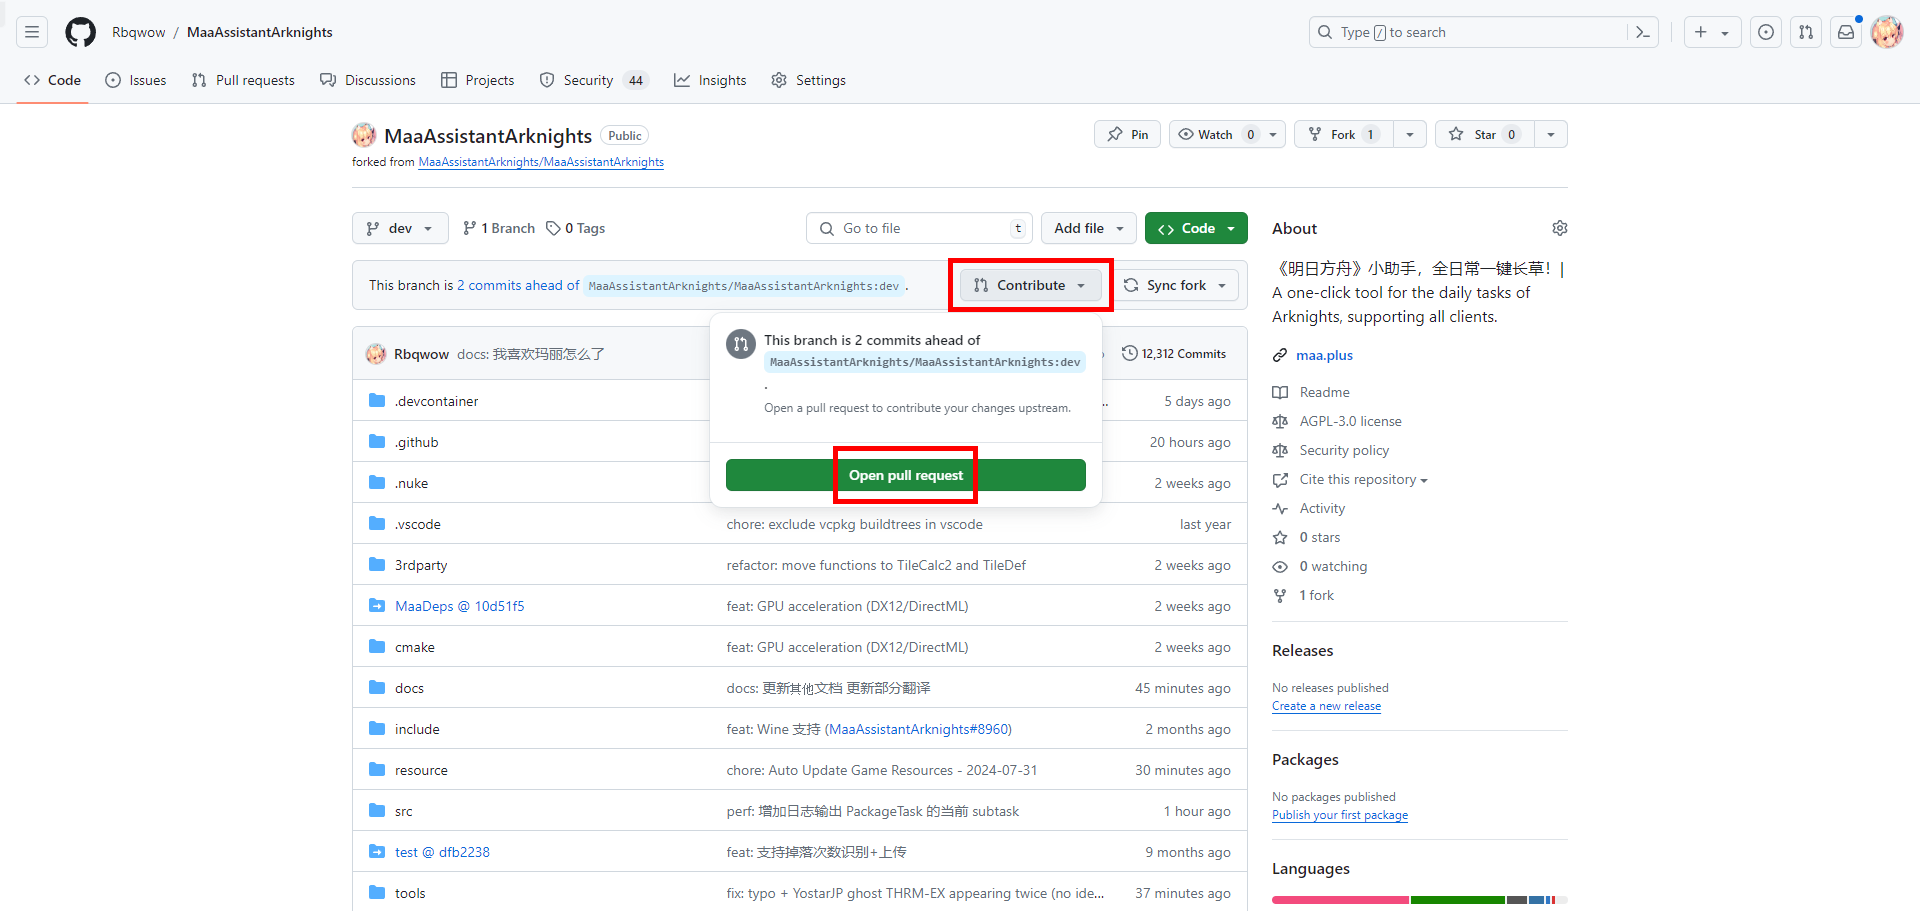 Rbqwow / MaaAssistantArknights
Type / to search
Code Issues Pull requests Discussions Projects Security 44 Insights Settings
MaaAssistantArknights Public
Pin Watch 0 Fork 1 Star 0
forked from MaaAssistantArknights/MaaAssistantArknights
dev 1 Branch 0 Tags Go to file t Add file Code
This branch is 2 commits ahead of MaaAssistantArknights/MaaAssistantArknights:dev .
Contribute Sync fork
This branch is 2 commits ahead of
MaaAssistantArknights/MaaAssistantArknights:dev
.
Open a pull request to contribute your changes upstream.
Open pull request
Rbqwow docs: 我喜欢玛丽怎么了 12,312 Commits
.devcontainer ... 5 days ago
.github 20 hours ago
.nuke 2 weeks ago
.vscode chore: exclude vcpkg buildtrees in vscode last year
3rdparty refactor: move functions to TileCalc2 and TileDef 2 weeks ago
MaaDeps @ 10d51f5 feat: GPU acceleration (DX12/DirectML) 2 weeks ago
cmake feat: GPU acceleration (DX12/DirectML) 2 weeks ago
docs docs: 更新其他文档 更新部分翻译 45 minutes ago
include feat: Wine 支持 (MaaAssistantArknights#8960) 2 months ago
resource chore: Auto Update Game Resources - 2024-07-31 30 minutes ago
src perf: 增加日志输出 PackageTask 的当前 subtask 1 hour ago
test @ dfb2238 feat: 支持掉落次数识别+上传 9 months ago
tools fix: typo + YostarJP ghost THRM-EX appearing twice (no ide... 37 minutes ago
About
《明日方舟》小助手，全日常一键长草！|
A one-click tool for the daily tasks of
Arknights, supporting all clients.
maa.plus
Readme
AGPL-3.0 license
Security policy
Cite this repository
Activity
0 stars
0 watching
1 fork
Releases
No releases published
Create a new release
Packages
No packages published
Publish your first package
Languages